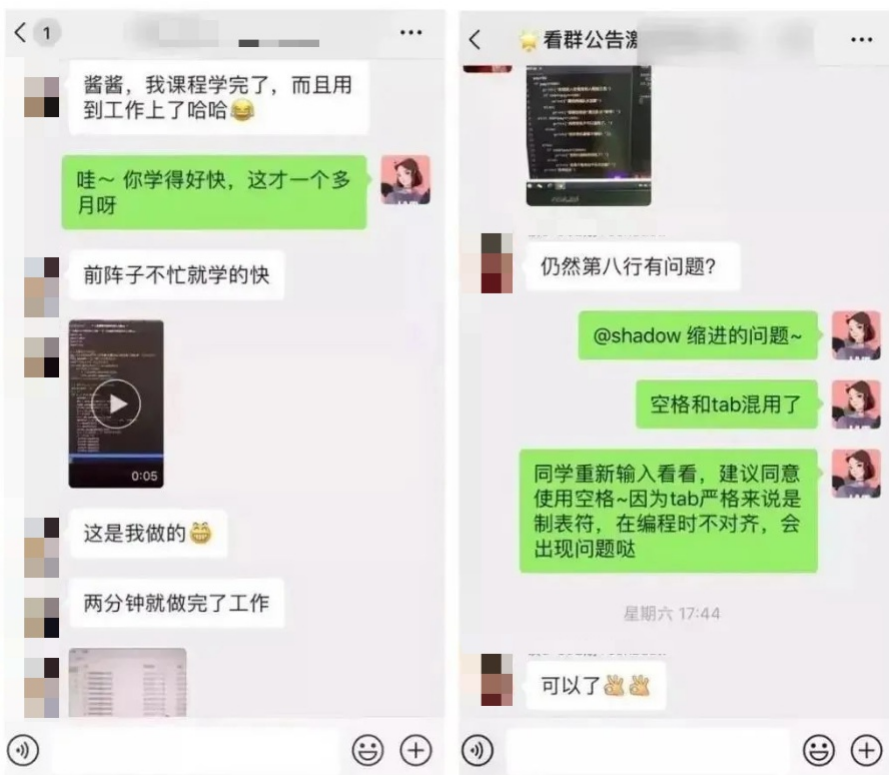 1
酱酱，我课程学完了，而且用
到工作上了哈哈😂
哇～ 你学得好快，这才一个多
月呀
前阵子不忙就学的快
0:05
这是我做的😁
两分钟就做完了工作
🌟看群公告激
仍然第八行有问题?
@shadow 缩进的问题~
空格和tab混用了
同学重新输入看看，建议同意
使用空格~因为tab严格来说是
制表符，在编程时不对齐，会
出现问题哒
星期六 17:44
可以了👌👌